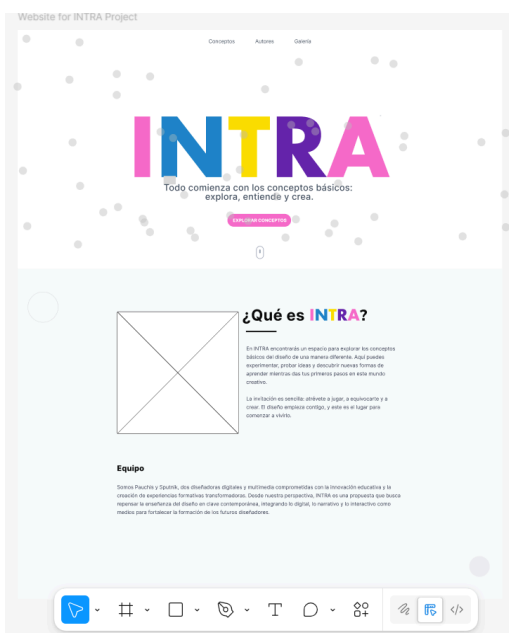 Website for INTRA Project
Conceptos Autores Galería
INTRA
Todo comienza con los conceptos básicos:
explora, entiende y crea.
EXPLORAR CONCEPTOS
¿Qué es INTRA?
En INTRA encontrarás un espacio para explorar los conceptos
básicos del diseño de una manera diferente. Aquí puedes
experimentar, probar ideas y descubrir nuevas formas de
aprender mientras das tus primeros pasos en este mundo
creativo.
La invitación es sencilla: atrévete a jugar, a equivocarte y a
crear. El diseño empieza contigo, y este es el lugar para
comenzar a vivirlo.
Equipo
Somos Pauchis y Sputnik, dos diseñadoras digitales y multimedia comprometidas con la innovación educativa y la
creación de experiencias formativas transformadoras. Desde nuestra perspectiva, INTRA es una propuesta que busca
repensar la enseñanza del diseño en clave contemporánea, integrando lo digital, lo narrativo y lo interactivo como
medios para fortalecer la formación de los futuros diseñadores.